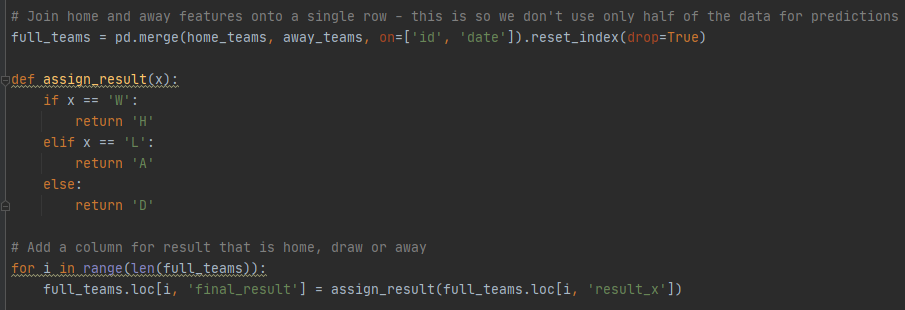 # Join home and away features onto a single row - this is so we don't use only half of the data for predictions
full_teams = pd.merge(home_teams, away_teams, on=['id', 'date']).reset_index(drop=True)
def assign_result(x):
    if x == 'W':
        return 'H'
    elif x == 'L':
        return 'A'
    else:
        return 'D'
# Add a column for result that is home, draw or away
for i in range(len(full_teams)):
    full_teams.loc[i, 'final_result'] = assign_result(full_teams.loc[i, 'result_x'])